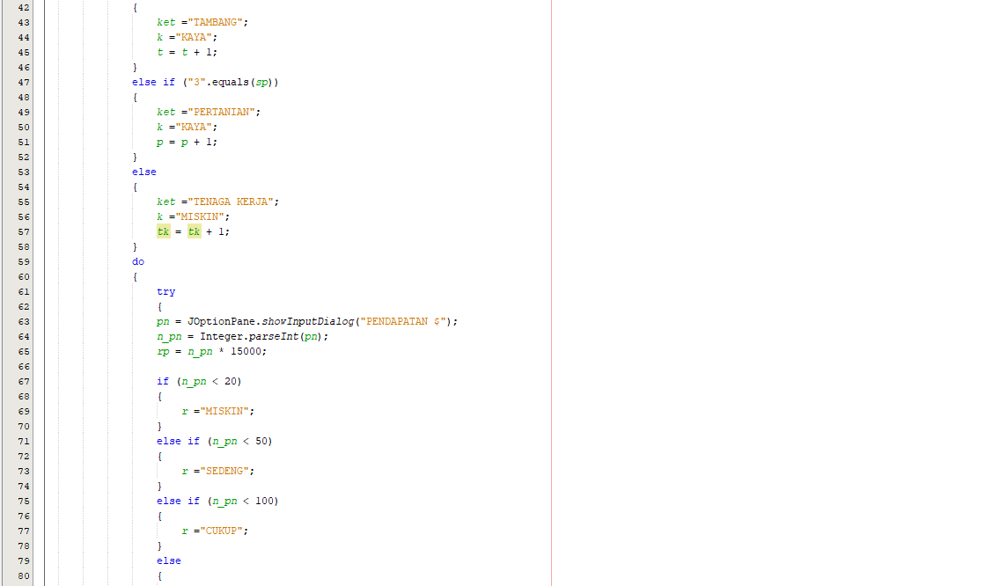 42 {
43 ket ="TAMBANG";
44 k ="KAYA";
45 t = t + 1;
46 }
47 else if ("3".equals(sp))
48 {
49 ket ="PERTANIAN";
50 k ="KAYA";
51 p = p + 1;
52 }
53 else
54 {
55 ket ="TENAGA KERJA";
56 k ="MISKIN";
57 tk = tk + 1;
58 }
59 do
60 {
61 try
62 {
63 pn = JOptionPane.showInputDialog("PENDAPATAN $");
64 n_pn = Integer.parseInt(pn);
65 rp = n_pn * 15000;
66
67 if (n_pn < 20)
68 {
69 r ="MISKIN";
70 }
71 else if (n_pn < 50)
72 {
73 r ="SEDENG";
74 }
75 else if (n_pn < 100)
76 {
77 r ="CUKUP";
78 }
79 else
80 {